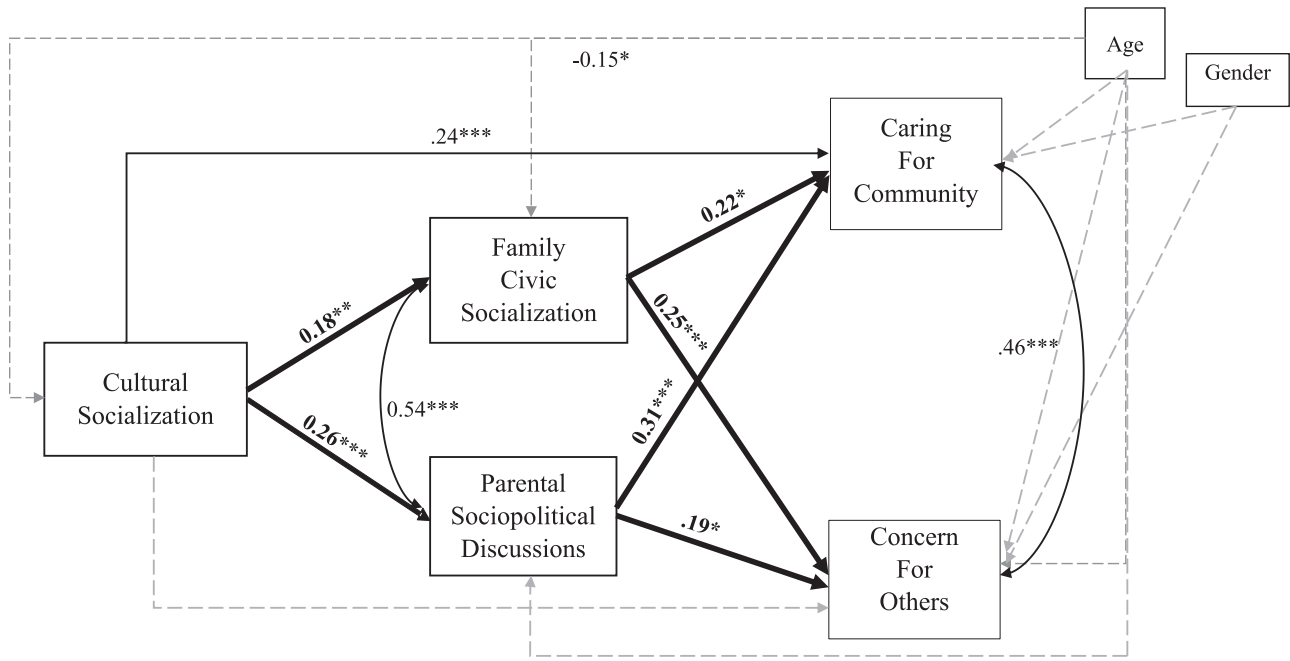 Age
Gender
-0.15*
Caring
For
Community
.24***
0.22*
Family
Civic
Socialization
0.18**
0.25***
.46***
Cultural
Socialization
0.54***
0.26***
0.31***
Parental
Sociopolitical
Discussions
.19*
Concern
For
Others